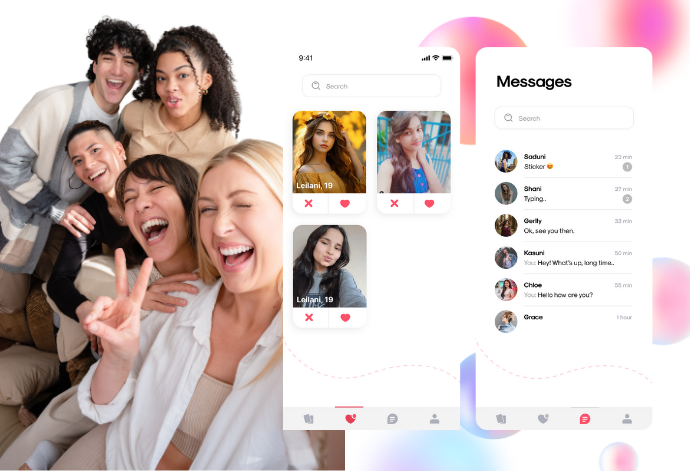 9:41
Search
Leilani, 19
Leilani, 19
Messages
Search
Saduni 23 min
Sticker 😍 1
Shani 27 min
Typing.. 2
Gerlly 33 min
Ok, see you then.
Kasuni 50 min
You: Hey! What's up, long time..
Chloe 55 min
You: Hello how are you?
Grace 1 hour